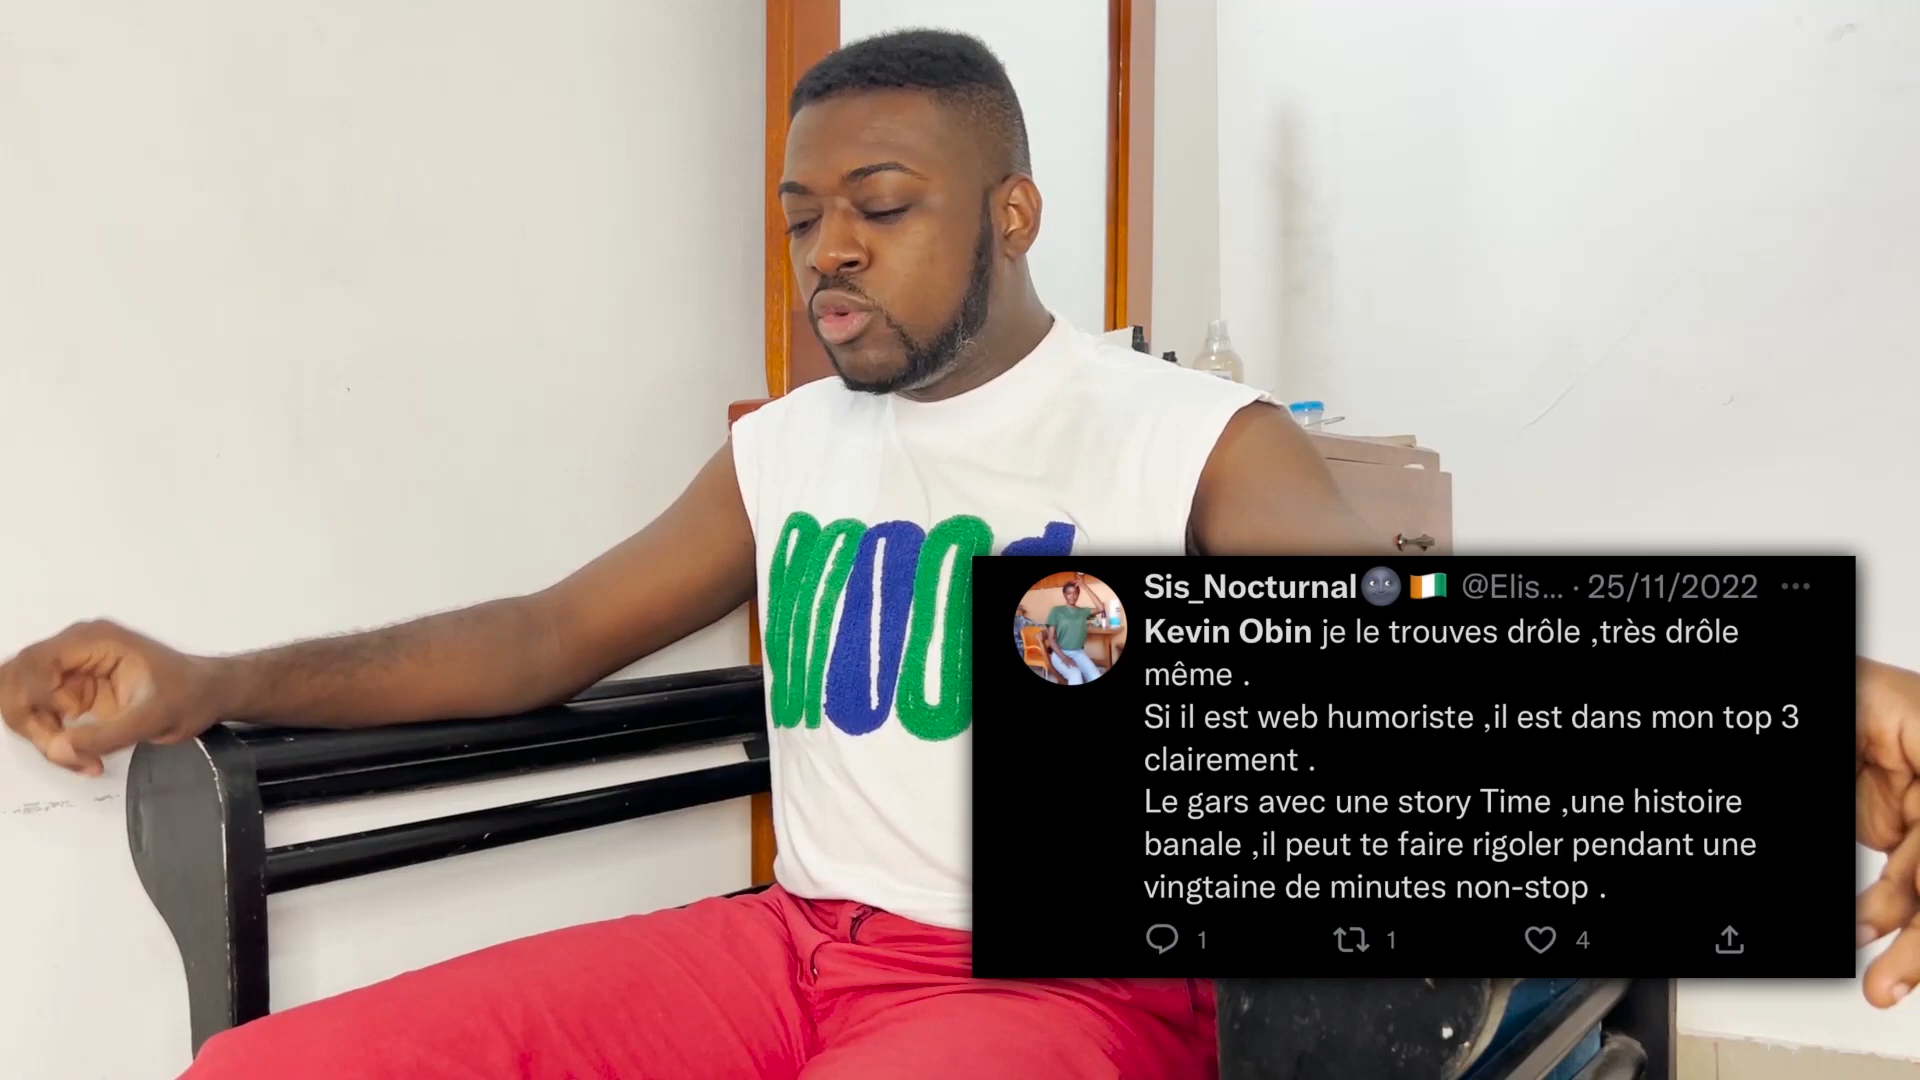 mood
Sis_Nocturnal🌚🇨🇮 @Elis... · 25/11/2022
Kevin Obin je le trouves drôle ,très drôle
même .
Si il est web humoriste ,il est dans mon top 3
clairement .
Le gars avec une story Time ,une histoire
banale ,il peut te faire rigoler pendant une
vingtaine de minutes non-stop .
1 1 4